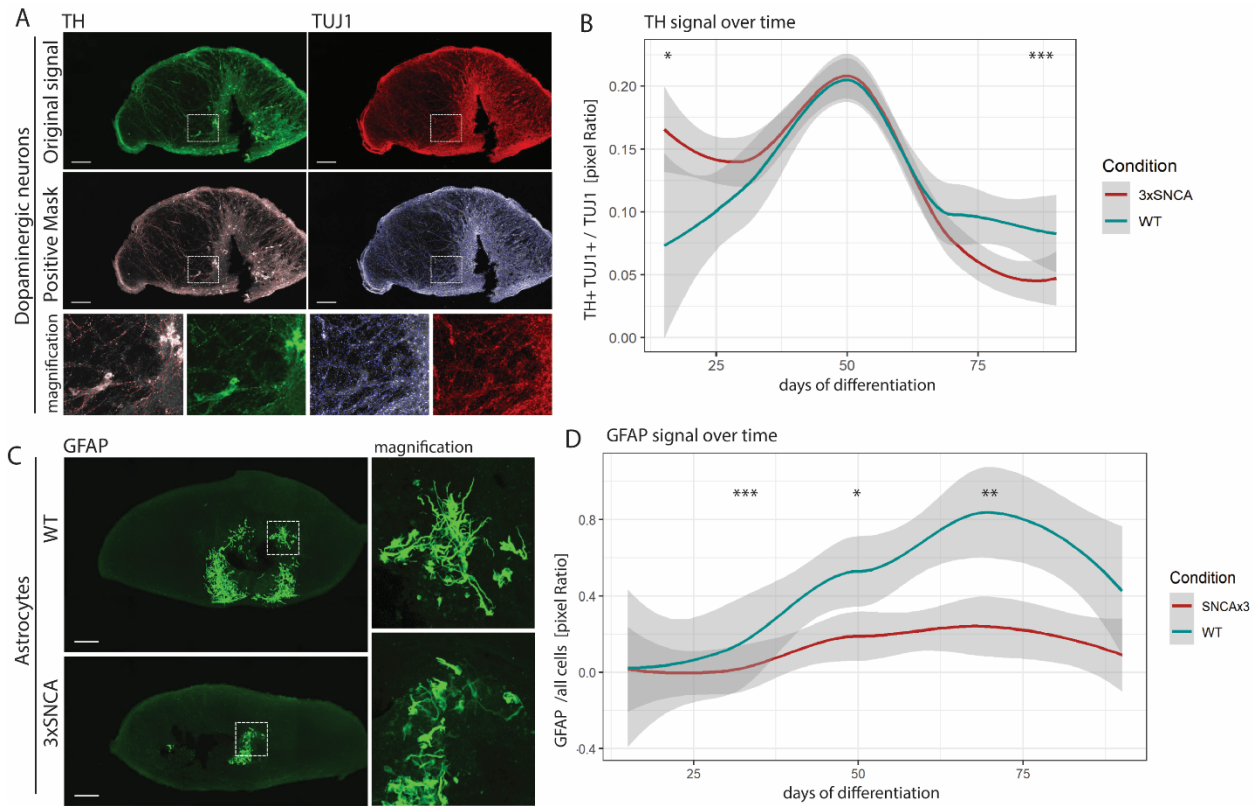 A
TH
TUJ1
Dopaminergic neurons
Original signal
Positive Mask
magnification
B
TH signal over time
*
***
TH+ TUJ1+ / TUJ1 [pixel Ratio]
0.20
0.15
0.10
0.05
0.00
25
50
75
days of differentiation
Condition
3xSNCA
WT
C
GFAP
magnification
Astrocytes
WT
3xSNCA
D
GFAP signal over time
***
*
**
GFAP /all cells [pixel Ratio]
0.8
0.4
0.0
-0.4
25
50
75
days of differentiation
Condition
SNCAx3
WT